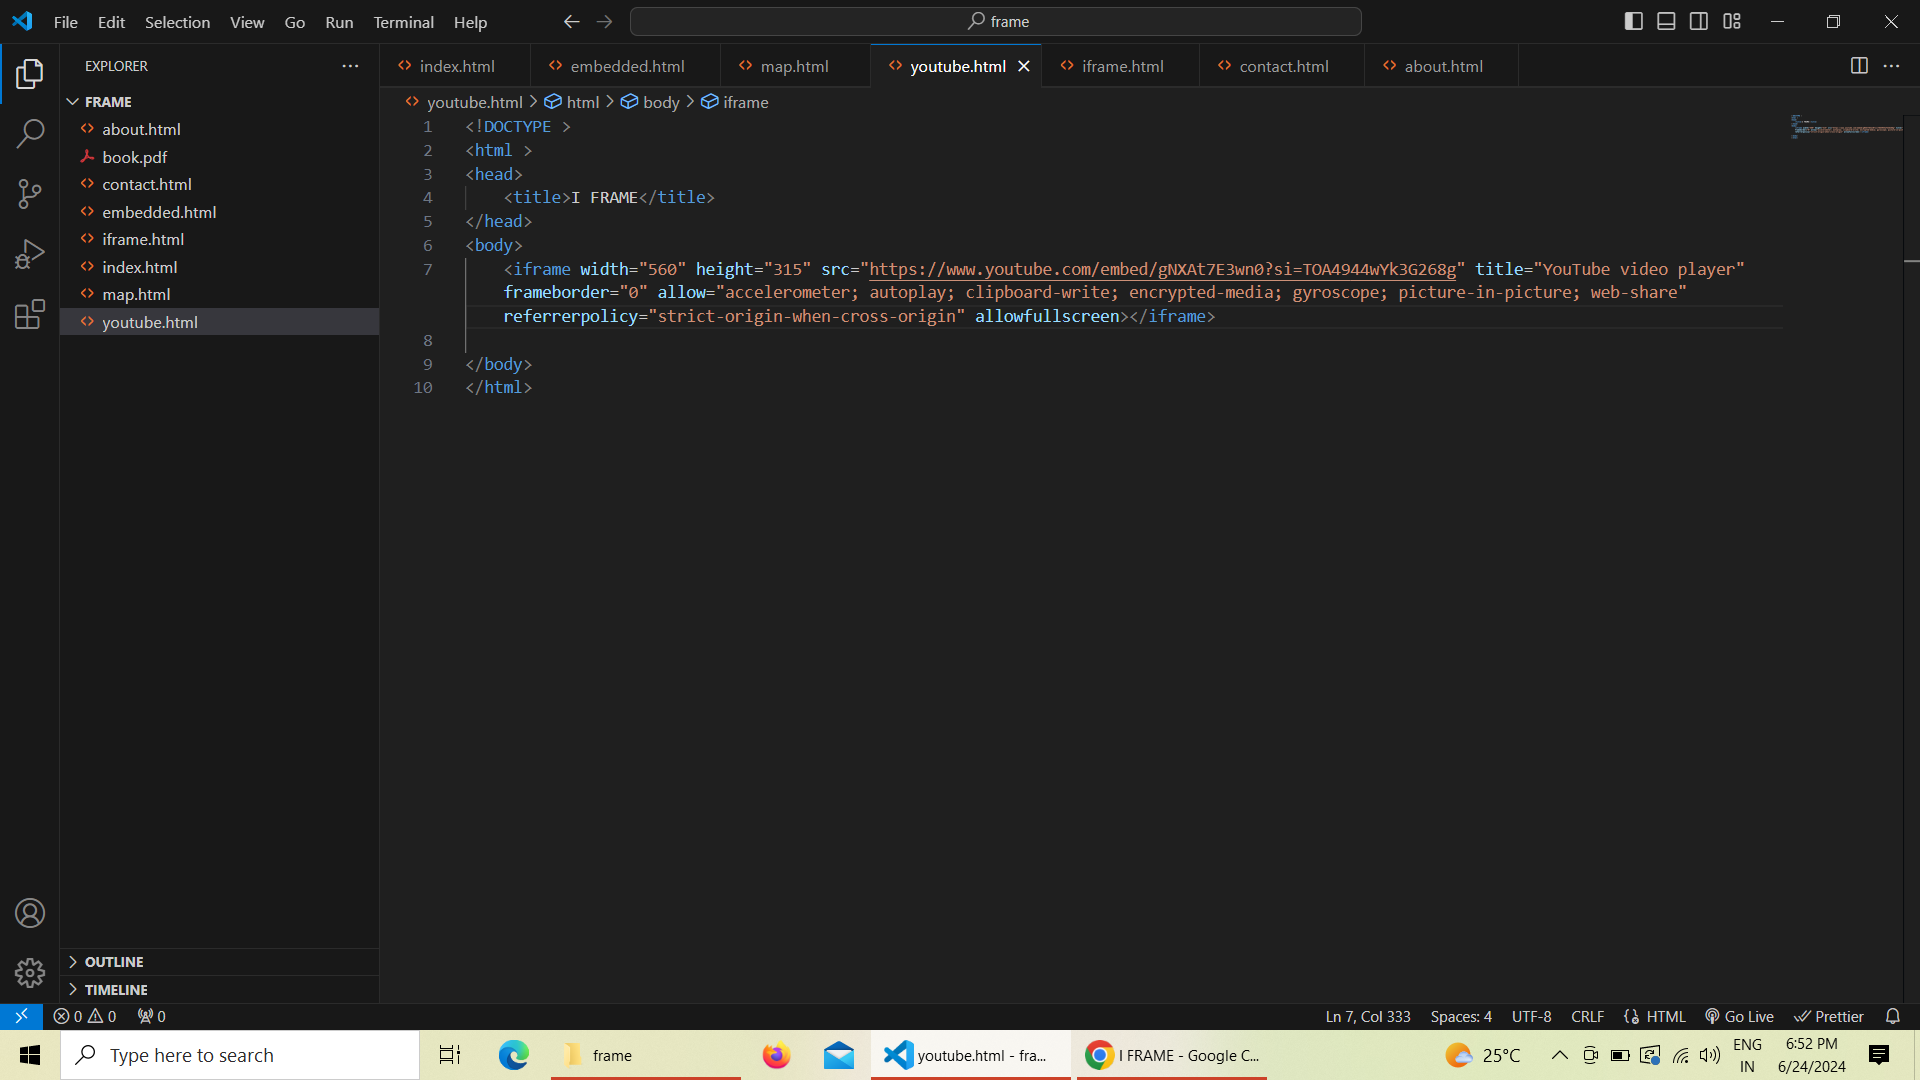 File Edit Selection View Go Run Terminal Help
frame
EXPLORER
FRAME
about.html
book.pdf
contact.html
embedded.html
iframe.html
index.html
map.html
youtube.html
OUTLINE
TIMELINE
index.html embedded.html map.html youtube.html iframe.html contact.html about.html
youtube.html > html > body > iframe
1 <!DOCTYPE >
2 <html >
3 <head>
4 <title>I FRAME</title>
5 </head>
6 <body>
7 <iframe width="560" height="315" src="https://www.youtube.com/embed/gNXAt7E3wn0?si=TOA4944wYk3G268g" title="YouTube video player"
frameborder="0" allow="accelerometer; autoplay; clipboard-write; encrypted-media; gyroscope; picture-in-picture; web-share"
referrerpolicy="strict-origin-when-cross-origin" allowfullscreen></iframe>
8
9 </body>
10 </html>
0 0 0
Ln 7, Col 333 Spaces: 4 UTF-8 CRLF HTML Go Live Prettier
Type here to search
frame
youtube.html - fra...
I FRAME - Google C...
25°C
ENG
IN
6:52 PM
6/24/2024